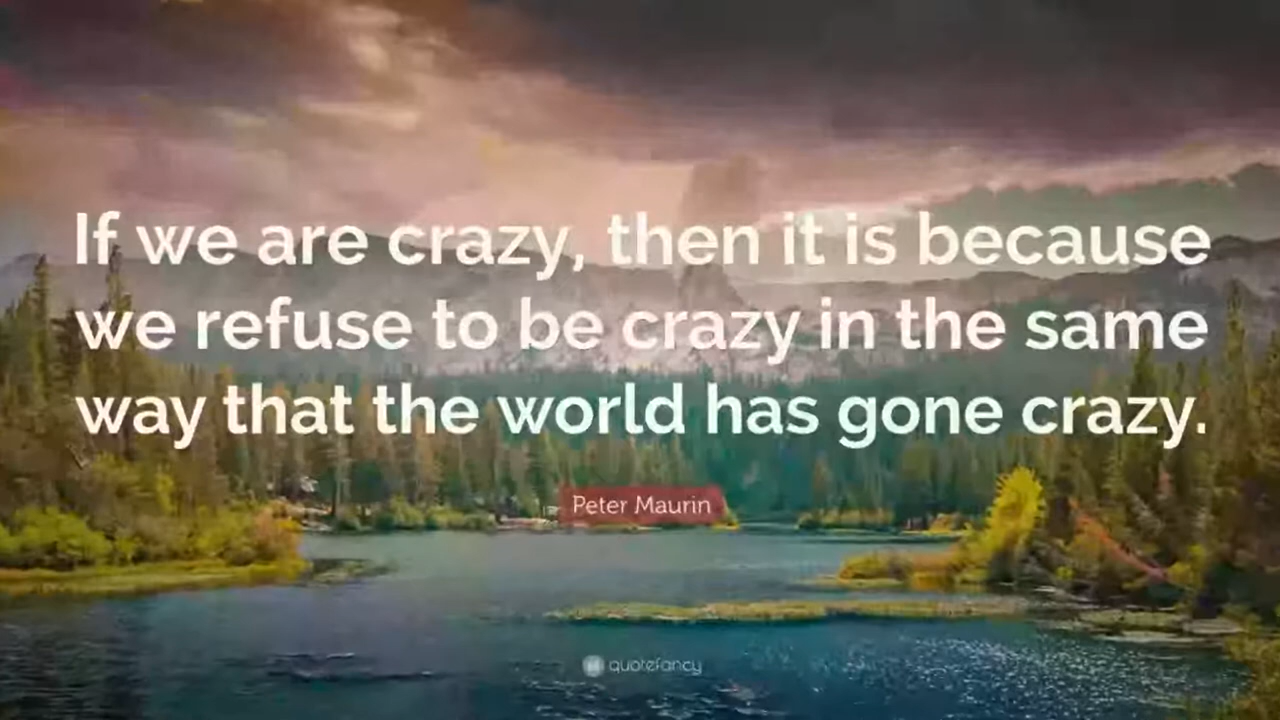 If we are crazy, then it is because
we refuse to be crazy in the same
way that the world has gone crazy.
Peter Maurin
quotefancy